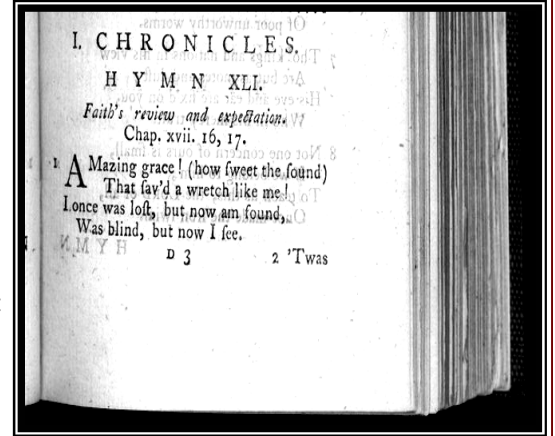 I. CHRONICLES.
HYMN XLI.
Faith's review and expectation.
Chap. xvii. 16, 17.
1 AMazing grace! (how ſweet the ſound)
That ſav'd a wretch like me!
I once was loſt, but now am found,
Was blind, but now I ſee.
D 3 2 'Twas